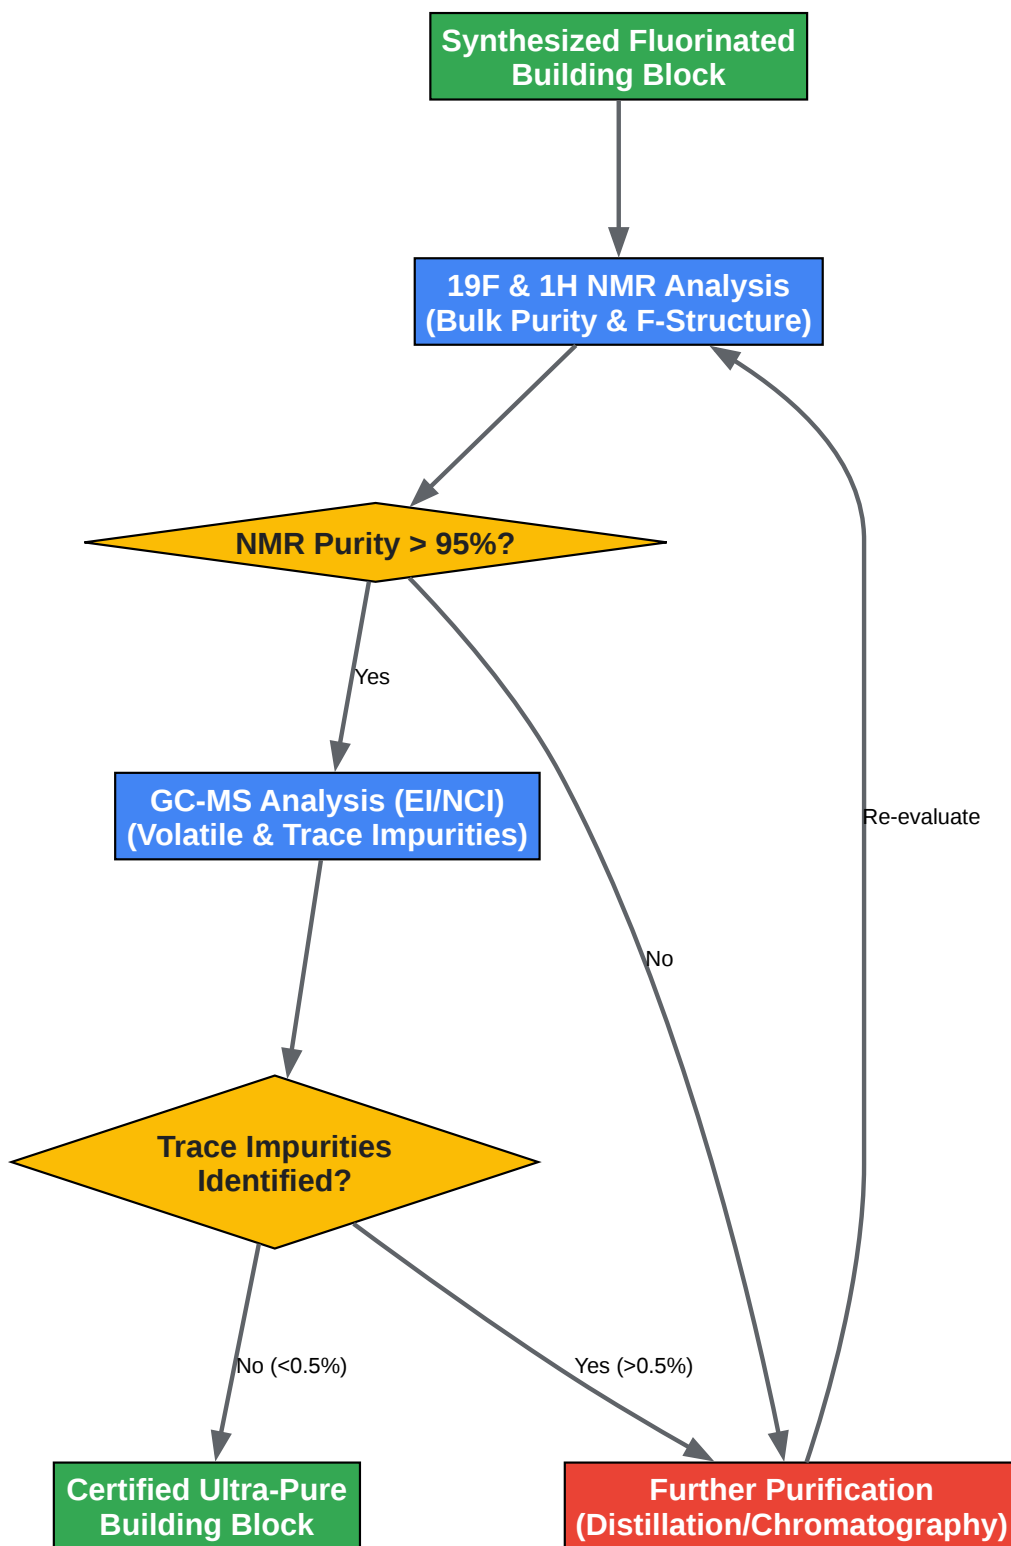 Synthesized Fluorinated
Building Block
19F & 1H NMR Analysis
(Bulk Purity & F-Structure)
NMR Purity > 95%?
Yes
GC-MS Analysis (EI/NCI)
(Volatile & Trace Impurities)
Re-evaluate
No
Trace Impurities
Identified?
No (<0.5%)
Yes (>0.5%)
Certified Ultra-Pure
Building Block
Further Purification
(Distillation/Chromatography)